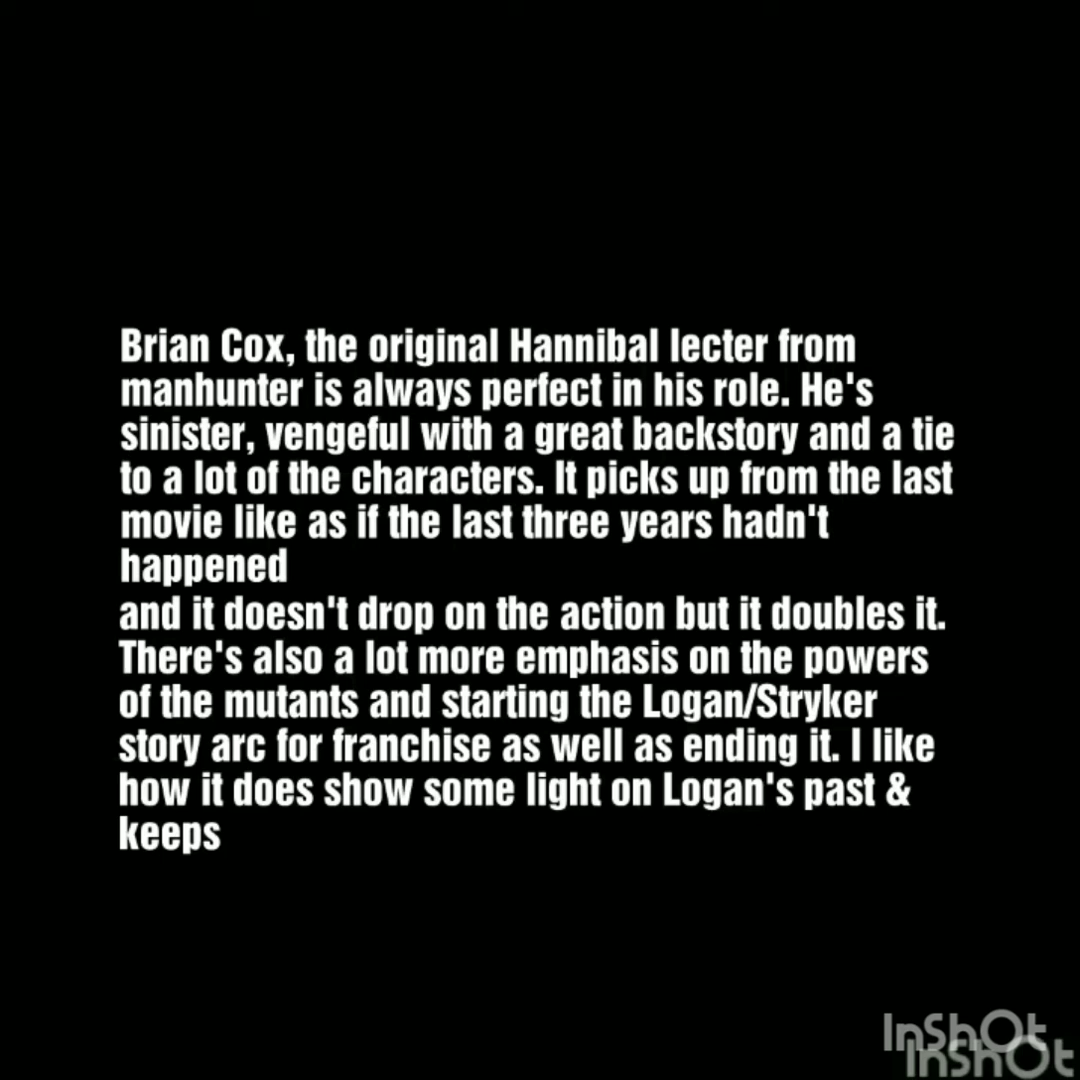 Brian Cox, the original Hannibal lecter from
manhunter is always perfect in his role. He's
sinister, vengeful with a great backstory and a tie
to a lot of the characters. It picks up from the last
movie like as if the last three years hadn't
happened
and it doesn't drop on the action but it doubles it.
There's also a lot more emphasis on the powers
of the mutants and starting the Logan/Stryker
story arc for franchise as well as ending it. I like
how it does show some light on Logan's past &
keeps
InShOt
InShOt